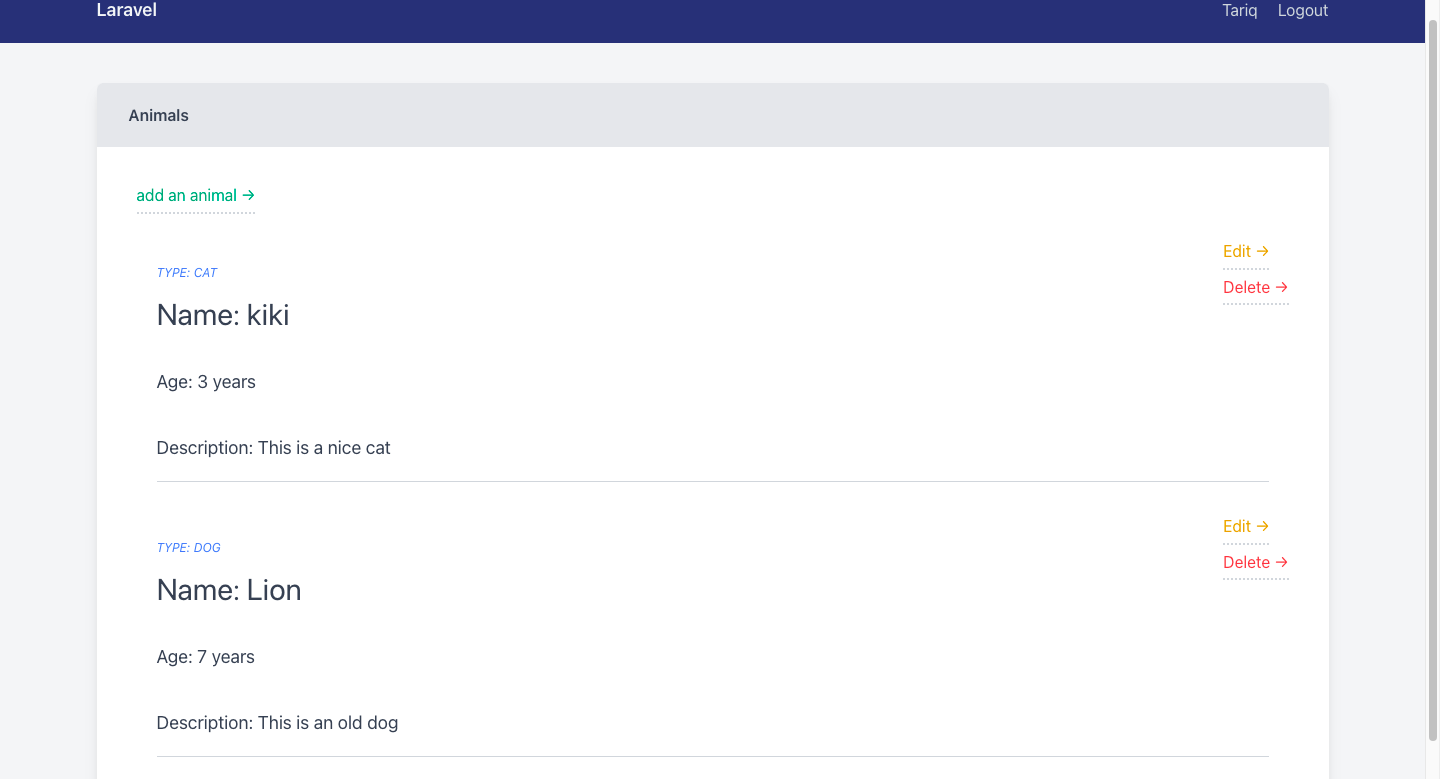 Laravel
Tariq Logout
Animals
add an animal →
Edit →
TYPE: CAT
Delete →
Name: kiki
Age: 3 years
Description: This is a nice cat
Edit →
TYPE: DOG
Delete →
Name: Lion
Age: 7 years
Description: This is an old dog